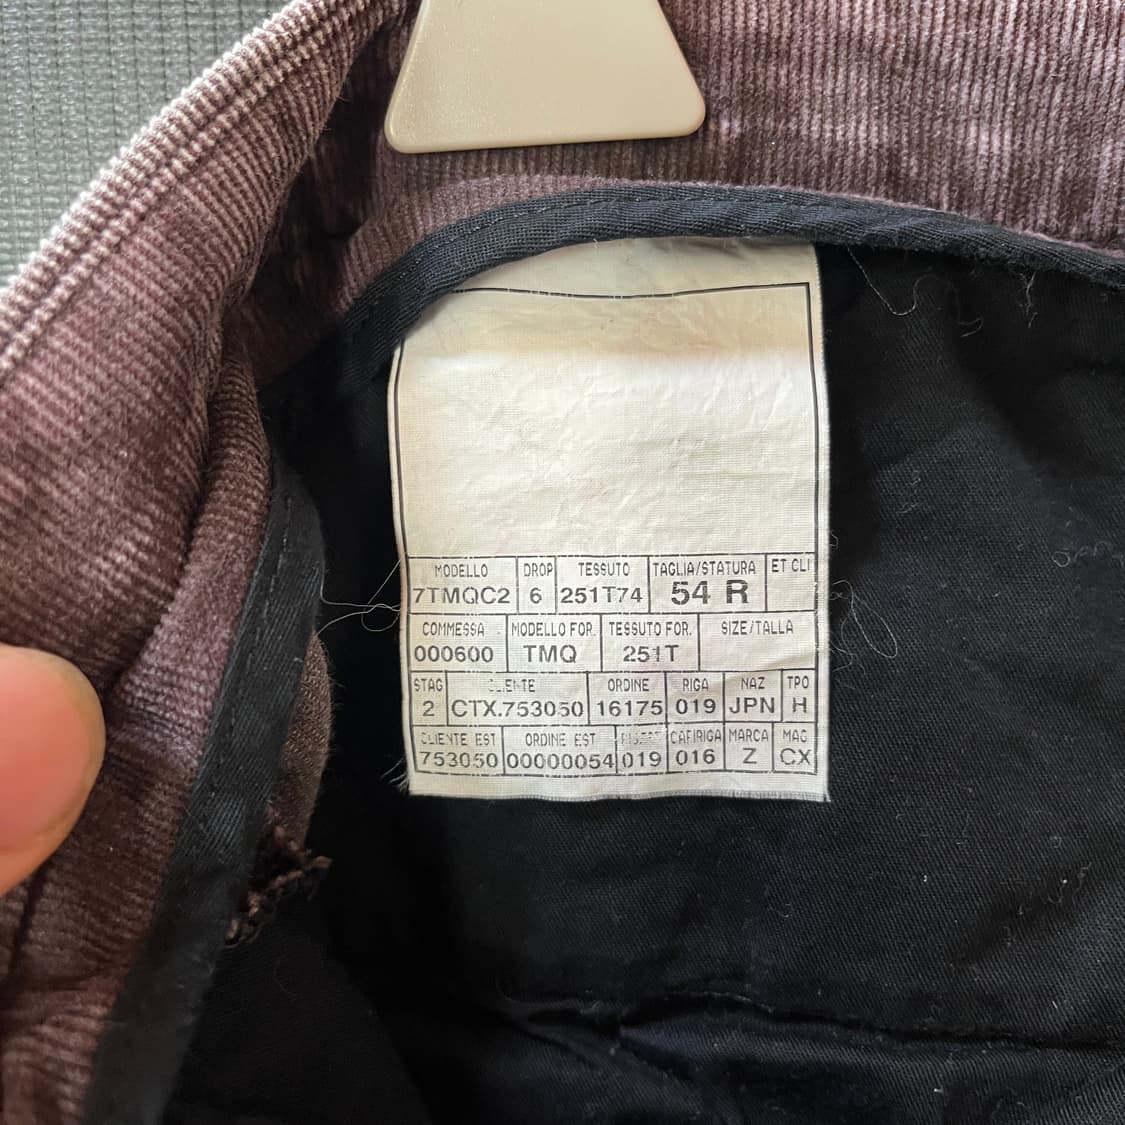 MODELLO DROP TESSUTO TAGLIA/STATURA ET CLI
7TMQC2 6 251T74 54 R
COMMESSA MODELLO FOR. TESSUTO FOR. SIZE/TALLA
000600 TMQ 251T
STAG CLIENTE ORDINE RIGA NAZ TPO
2 CTX.753050 16175 019 JPN H
CLIENTE EST ORDINE EST CAFIRIGA MARCA MAG
753050 00000054 019 016 Z CX